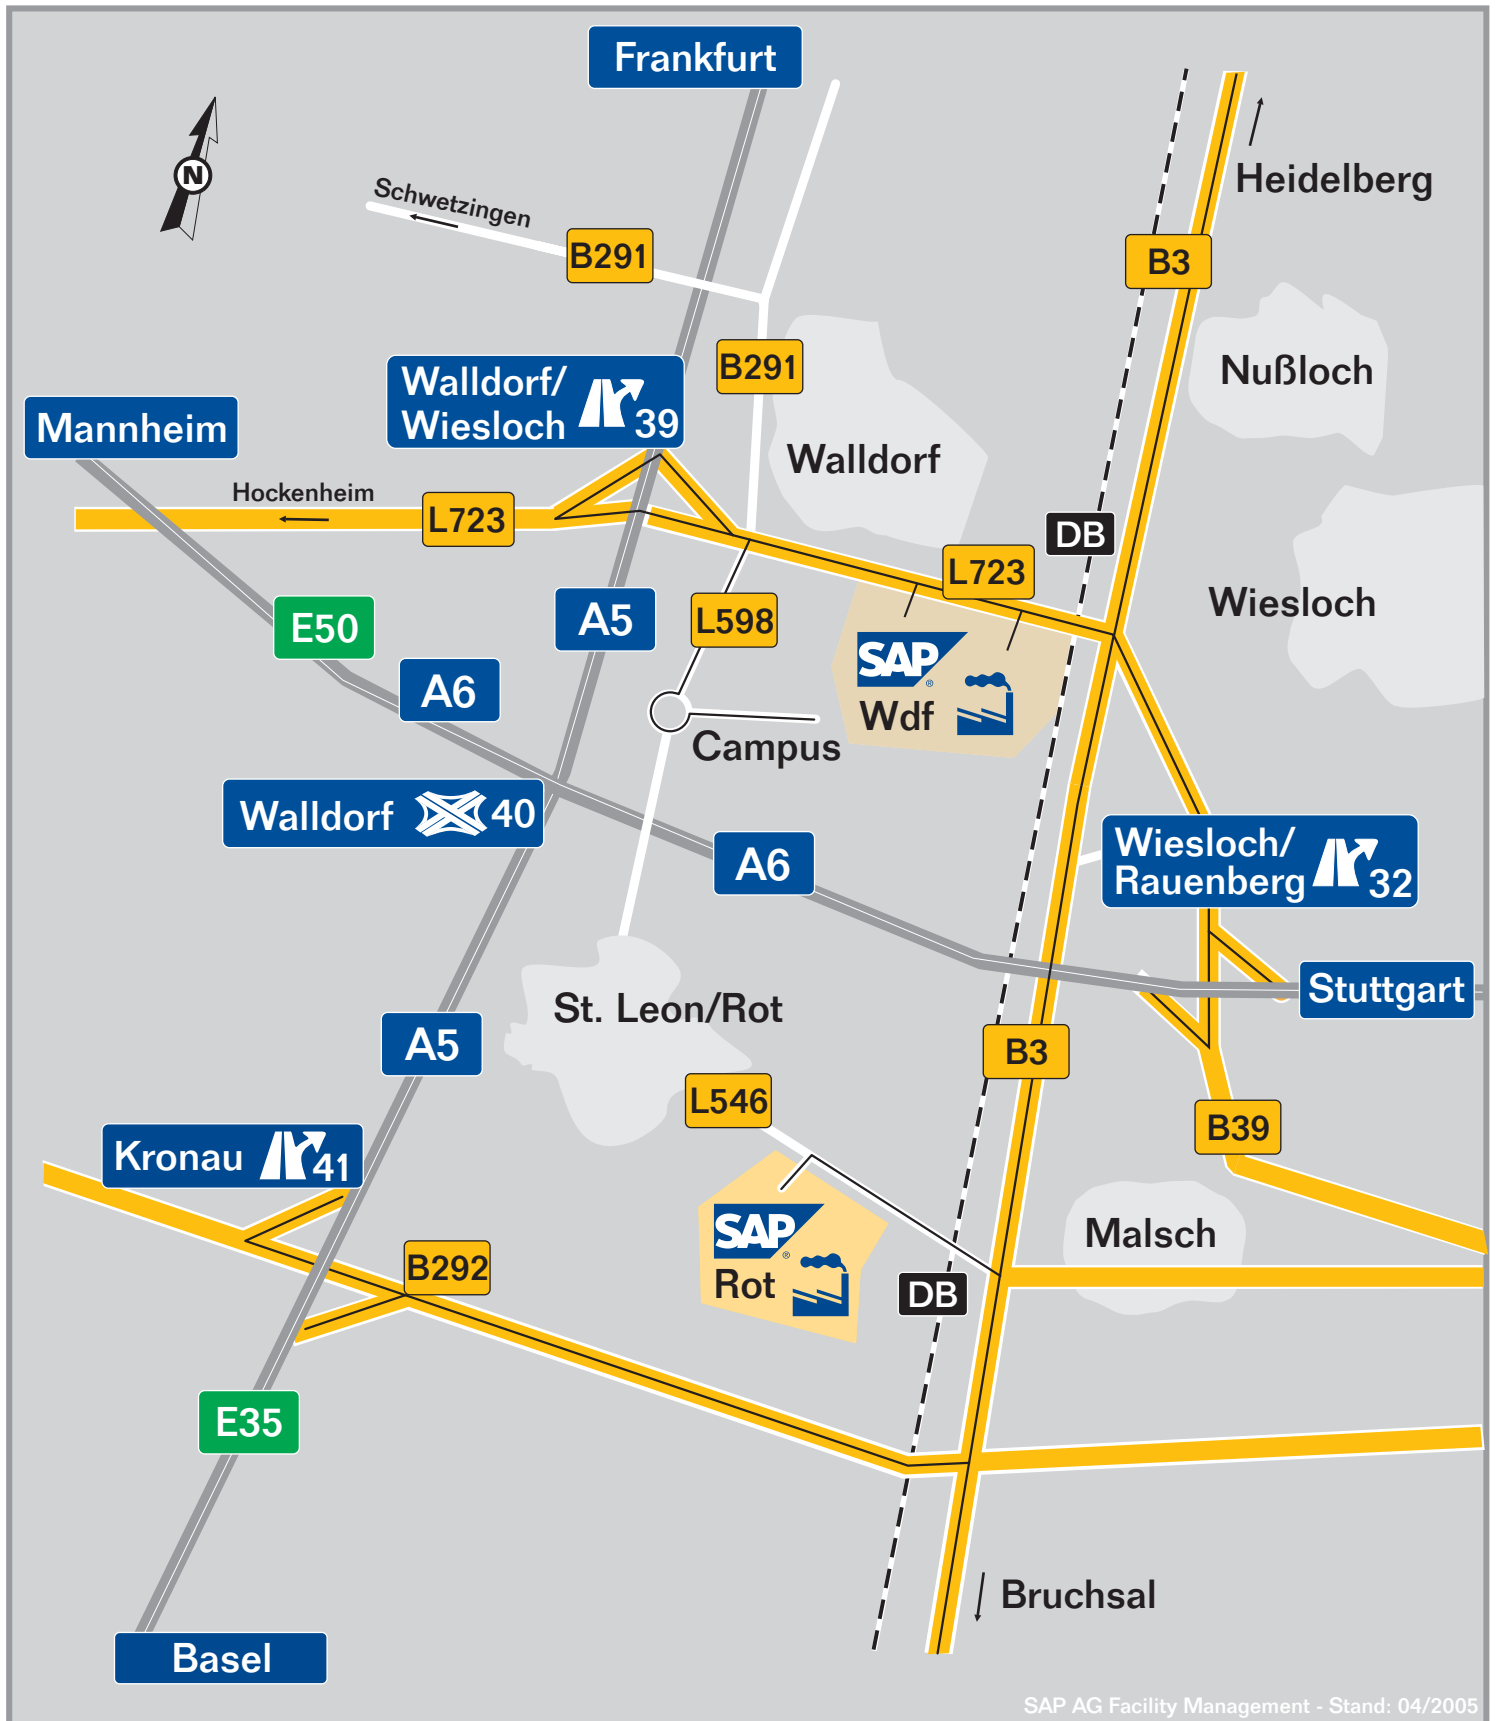 Frankfurt
N
Schwetzingen
Heidelberg
B291
B3
B291
Nußloch
Walldorf/
Wiesloch 39
Mannheim
Walldorf
Hockenheim
L723
DB
L723
Wiesloch
E50
A5
L598
SAP®
Wdf
A6
Campus
Walldorf 40
A6
Wiesloch/
Rauenberg 32
Stuttgart
St. Leon/Rot
A5
B3
L546
B39
Kronau 41
SAP®
Rot
Malsch
B292
DB
E35
Bruchsal
Basel
SAP AG Facility Management - Stand: 04/2005